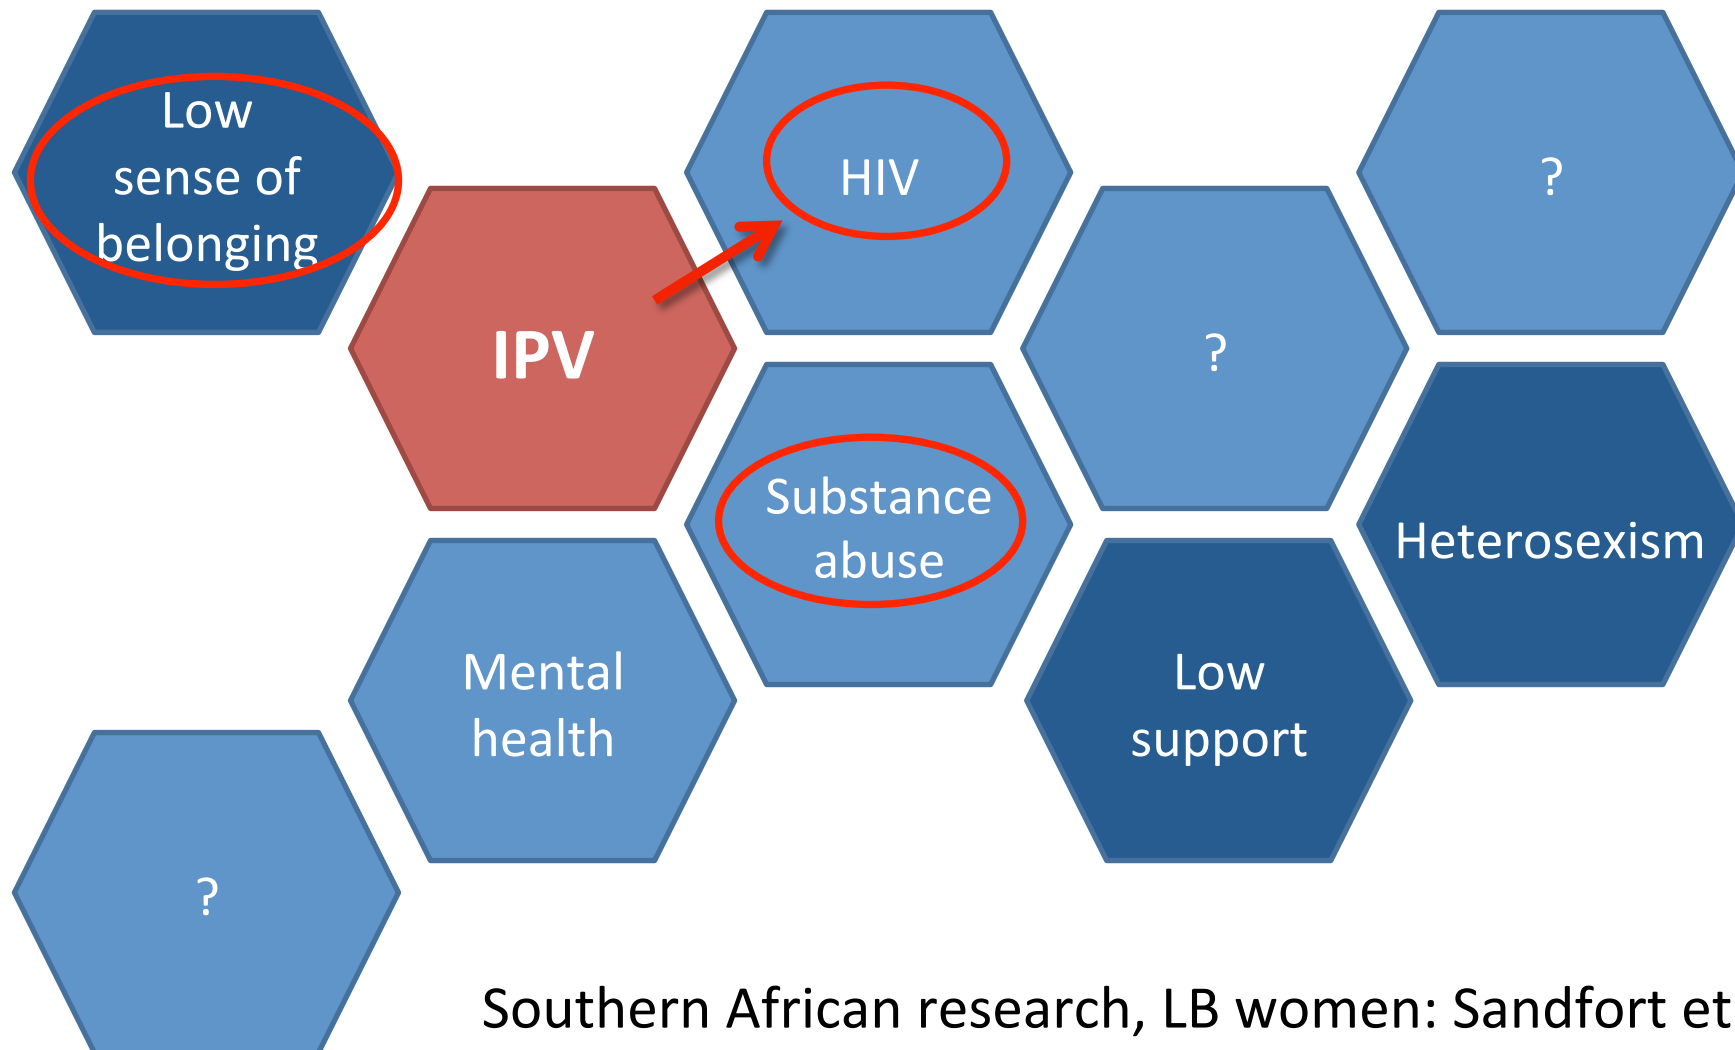 Low
sense of
belonging
HIV
?
IPV
?
Substance
abuse
Heterosexism
Mental
health
Low
support
?
Southern African research, LB women: Sandfort et